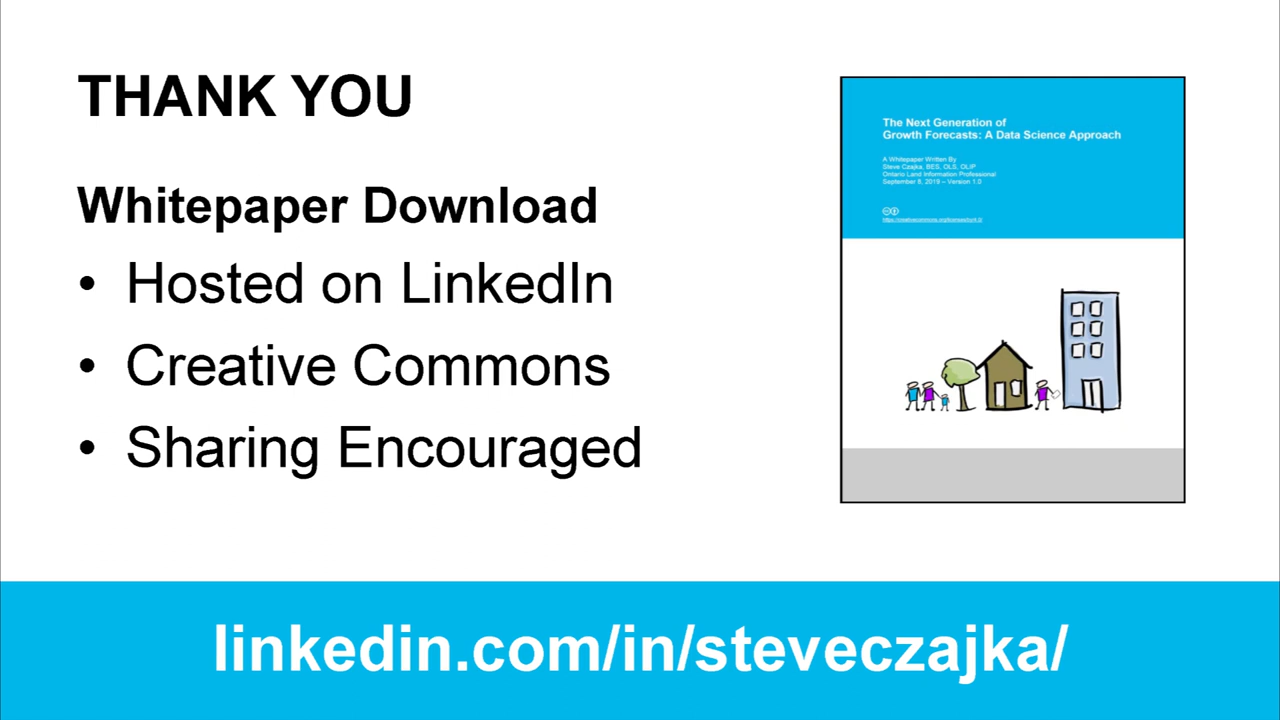 THANK YOU
Whitepaper Download
• Hosted on LinkedIn
• Creative Commons
• Sharing Encouraged
The Next Generation of
Growth Forecasts: A Data Science Approach
A Whitepaper Written By
Steve Czajka, BES, OLS, OLIP
Ontario Land Information Professional
September 8, 2019 – Version 1.0
linkedin.com/in/steveczajka/